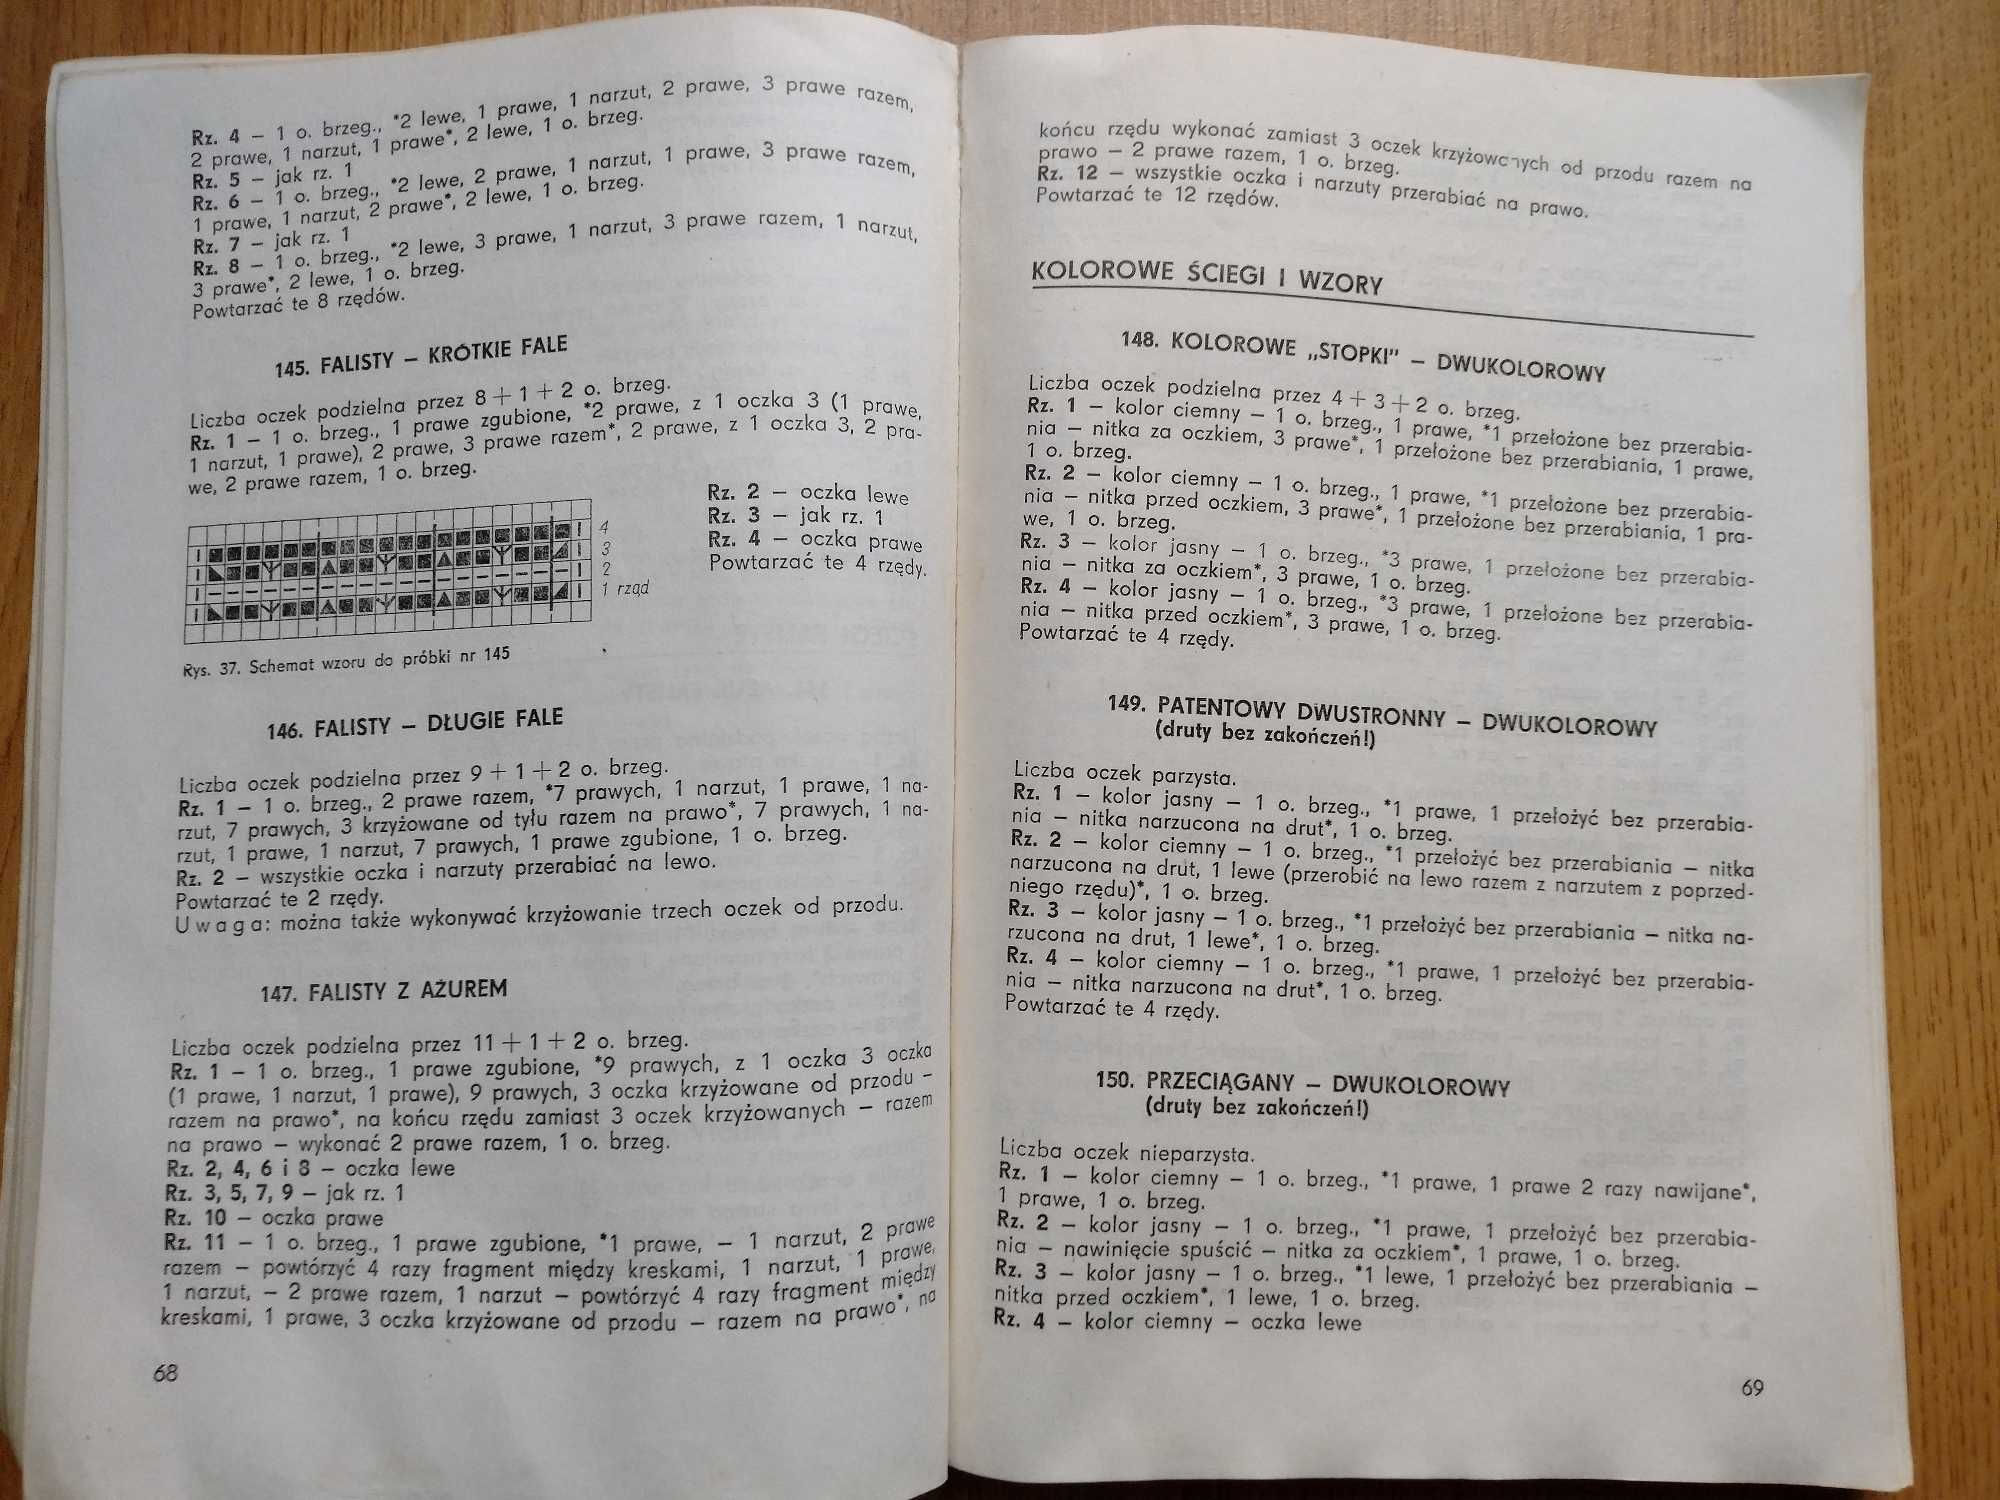 Rz. 4 – 1 o. brzeg., *2 lewe, 1 prawe, 1 narzut, 2 prawe, 3 prawe razem,
2 prawe, 1 narzut, 1 prawe*, 2 lewe, 1 o. brzeg.
Rz. 5 – jak rz. 1
Rz. 6 – 1 o. brzeg., *2 lewe, 2 prawe, 1 narzut, 1 prawe, 3 prawe razem,
1 prawe, 1 narzut, 2 prawe*, 2 lewe, 1 o. brzeg.
Rz. 7 – jak rz. 1
Rz. 8 – 1 o. brzeg., *2 lewe, 3 prawe, 1 narzut, 3 prawe razem, 1 narzut,
3 prawe*, 2 lewe, 1 o. brzeg.
Powtarzać te 8 rzędów.
145. FALISTY – KRÓTKIE FALE
Liczba oczek podzielna przez 8 + 1 + 2 o. brzeg.
Rz. 1 – 1 o. brzeg., 1 prawe zgubione, *2 prawe, z 1 oczka 3 (1 prawe,
1 narzut, 1 prawe), 2 prawe, 3 prawe razem*, 2 prawe, z 1 oczka 3, 2 pra-
we, 2 prawe razem, 1 o. brzeg.
Rz. 2 – oczka lewe
Rz. 3 – jak rz. 1
Rz. 4 – oczka prawe
Powtarzać te 4 rzędy.
4
3
2
1 rząd
Rys. 37. Schemat wzoru do próbki nr 145
146. FALISTY – DŁUGIE FALE
Liczba oczek podzielna przez 9 + 1 + 2 o. brzeg.
Rz. 1 – 1 o. brzeg., 2 prawe razem, *7 prawych, 1 narzut, 1 prawe, 1 na-
rzut, 7 prawych, 3 krzyżowane od tyłu razem na prawo*, 7 prawych, 1 na-
rzut, 1 prawe, 1 narzut, 7 prawych, 1 prawe zgubione, 1 o. brzeg.
Rz. 2 – wszystkie oczka i narzuty przerabiać na lewo.
Powtarzać te 2 rzędy.
Uwaga: można także wykonywać krzyżowanie trzech oczek od przodu.
147. FALISTY Z AŻUREM
Liczba oczek podzielna przez 11 + 1 + 2 o. brzeg.
Rz. 1 – 1 o. brzeg., 1 prawe zgubione, *9 prawych, z 1 oczka 3 oczka
(1 prawe, 1 narzut, 1 prawe), 9 prawych, 3 oczka krzyżowane od przodu –
razem na prawo*, na końcu rzędu zamiast 3 oczek krzyżowanych – razem
na prawo – wykonać 2 prawe razem, 1 o. brzeg.
Rz. 2, 4, 6 i 8 – oczka lewe
Rz. 3, 5, 7, 9 – jak rz. 1
Rz. 10 – oczka prawe
Rz. 11 – 1 o. brzeg., 1 prawe zgubione, *1 prawe, – 1 narzut, 2 prawe
razem – powtórzyć 4 razy fragment między kreskami, 1 narzut, 1 prawe,
1 narzut, – 2 prawe razem, 1 narzut – powtórzyć 4 razy fragment między
kreskami, 1 prawe, 3 oczka krzyżowane od przodu – razem na prawo*, na
68
końcu rzędu wykonać zamiast 3 oczek krzyżowanych od przodu razem na
prawo – 2 prawe razem, 1 o. brzeg.
Rz. 12 – wszystkie oczka i narzuty przerabiać na prawo.
Powtarzać te 12 rzędów.
KOLOROWE ŚCIEGI I WZORY
148. KOLOROWE „STOPKI” – DWUKOLOROWY
Liczba oczek podzielna przez 4 + 3 + 2 o. brzeg.
Rz. 1 – kolor ciemny – 1 o. brzeg., 1 prawe, *1 przełożone bez przerabia-
nia – nitka za oczkiem, 3 prawe*, 1 przełożone bez przerabiania, 1 prawe,
1 o. brzeg.
Rz. 2 – kolor ciemny – 1 o. brzeg., 1 prawe, *1 przełożone bez przerabia-
nia – nitka przed oczkiem, 3 prawe*, 1 przełożone bez przerabiania, 1 pra-
we, 1 o. brzeg.
Rz. 3 – kolor jasny – 1 o. brzeg., *3 prawe, 1 przełożone bez przerabia-
nia – nitka za oczkiem*, 3 prawe, 1 o. brzeg.
Rz. 4 – kolor jasny – 1 o. brzeg., *3 prawe, 1 przełożone bez przerabia-
nia – nitka przed oczkiem*, 3 prawe, 1 o. brzeg.
Powtarzać te 4 rzędy.
149. PATENTOWY DWUSTRONNY – DWUKOLOROWY
(druty bez zakończeń!)
Liczba oczek parzysta.
Rz. 1 – kolor jasny – 1 o. brzeg., *1 prawe, 1 przełożyć bez przerabia-
nia – nitka narzucona na drut*, 1 o. brzeg.
Rz. 2 – kolor ciemny – 1 o. brzeg., *1 przełożyć bez przerabiania – nitka
narzucona na drut, 1 lewe (przerobić na lewo razem z narzutem z poprzed-
niego rzędu)*, 1 o. brzeg.
Rz. 3 – kolor jasny – 1 o. brzeg., *1 przełożyć bez przerabiania – nitka na-
rzucona na drut, 1 lewe*, 1 o. brzeg.
Rz. 4 – kolor ciemny – 1 o. brzeg., *1 prawe, 1 przełożyć bez przerabia-
nia – nitka narzucona na drut*, 1 o. brzeg.
Powtarzać te 4 rzędy.
150. PRZECIĄGANY – DWUKOLOROWY
(druty bez zakończeń!)
Liczba oczek nieparzysta.
Rz. 1 – kolor ciemny – 1 o. brzeg., *1 prawe, 1 prawe 2 razy nawijane*,
1 prawe, 1 o. brzeg.
Rz. 2 – kolor jasny – 1 o. brzeg., *1 prawe, 1 przełożyć bez przerabia-
nia – nawinięcie spuścić – nitka za oczkiem*, 1 prawe, 1 o. brzeg.
Rz. 3 – kolor jasny – 1 o. brzeg., *1 lewe, 1 przełożyć bez przerabiania –
nitka przed oczkiem*, 1 lewe, 1 o. brzeg.
Rz. 4 – kolor ciemny – oczka lewe
69